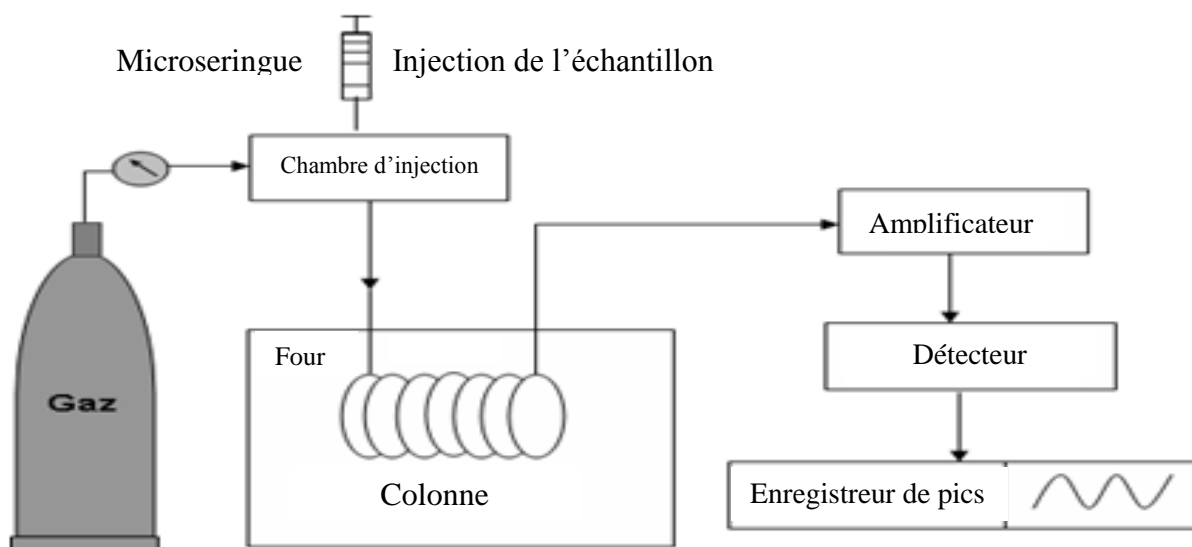 Microseringue
Injection de l’échantillon
Chambre d’injection
Amplificateur
Four
Détecteur
Gaz
Colonne
Enregistreur de pics